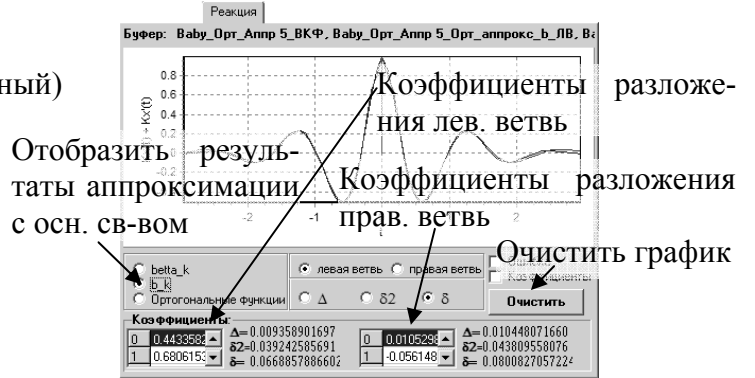 Реакция
Буфер: Baby_Орт_Аппр 5_ВКФ, Baby_Орт_Аппр 5_Орт_аппрокс_b_ЛВ, Ba
ный)
Коэффициенты разложе-
ния лев. ветвь
0.8
0.6
0.4
0.2
Отобразить резуль-
таты аппроксимации
с осн. св-вом
Коэффициенты разложения
прав. ветвь
-2 -1 1 2
Очистить график
betta_k
b_k
Ортогональные функции
левая ветвь правая ветвь
Δ δ2 δ
Коэффициенты
Очистить
Коэффициенты:
0 0.4433582
1 0.6806153
Δ= 0.009358901697
δ2=0.039242585691
δ= 0.0668857886602
0 0.0105298
1 -0.056148
Δ=0.010448071660
δ2=0.043809558076
δ= 0.0800827057224